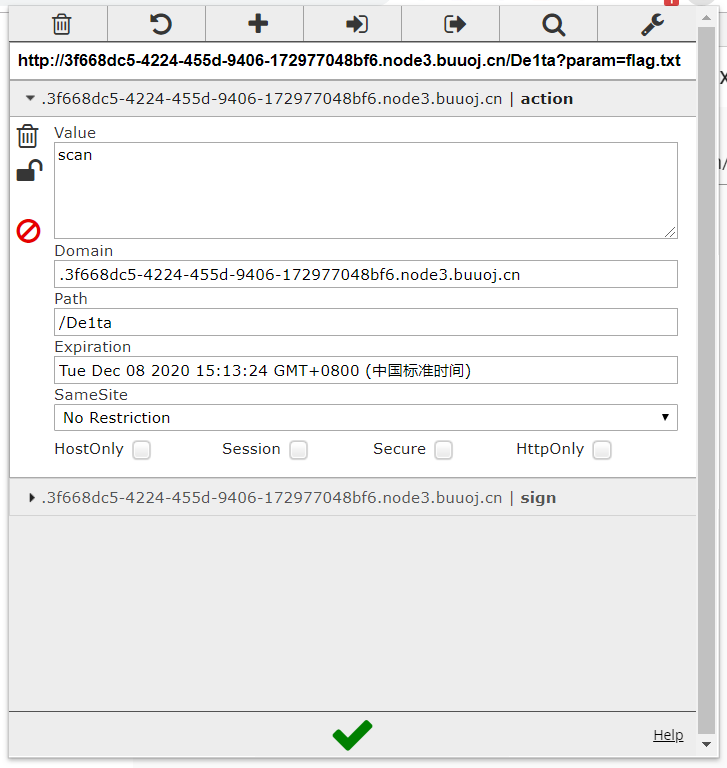 http://3f668dc5-4224-455d-9406-172977048bf6.node3.buuoj.cn/De1ta?param=flag.txt
.3f668dc5-4224-455d-9406-172977048bf6.node3.buuoj.cn | action
Value
scan
Domain
.3f668dc5-4224-455d-9406-172977048bf6.node3.buuoj.cn
Path
/De1ta
Expiration
Tue Dec 08 2020 15:13:24 GMT+0800 (中国标准时间)
SameSite
No Restriction
HostOnly Session Secure HttpOnly
.3f668dc5-4224-455d-9406-172977048bf6.node3.buuoj.cn | sign
Help